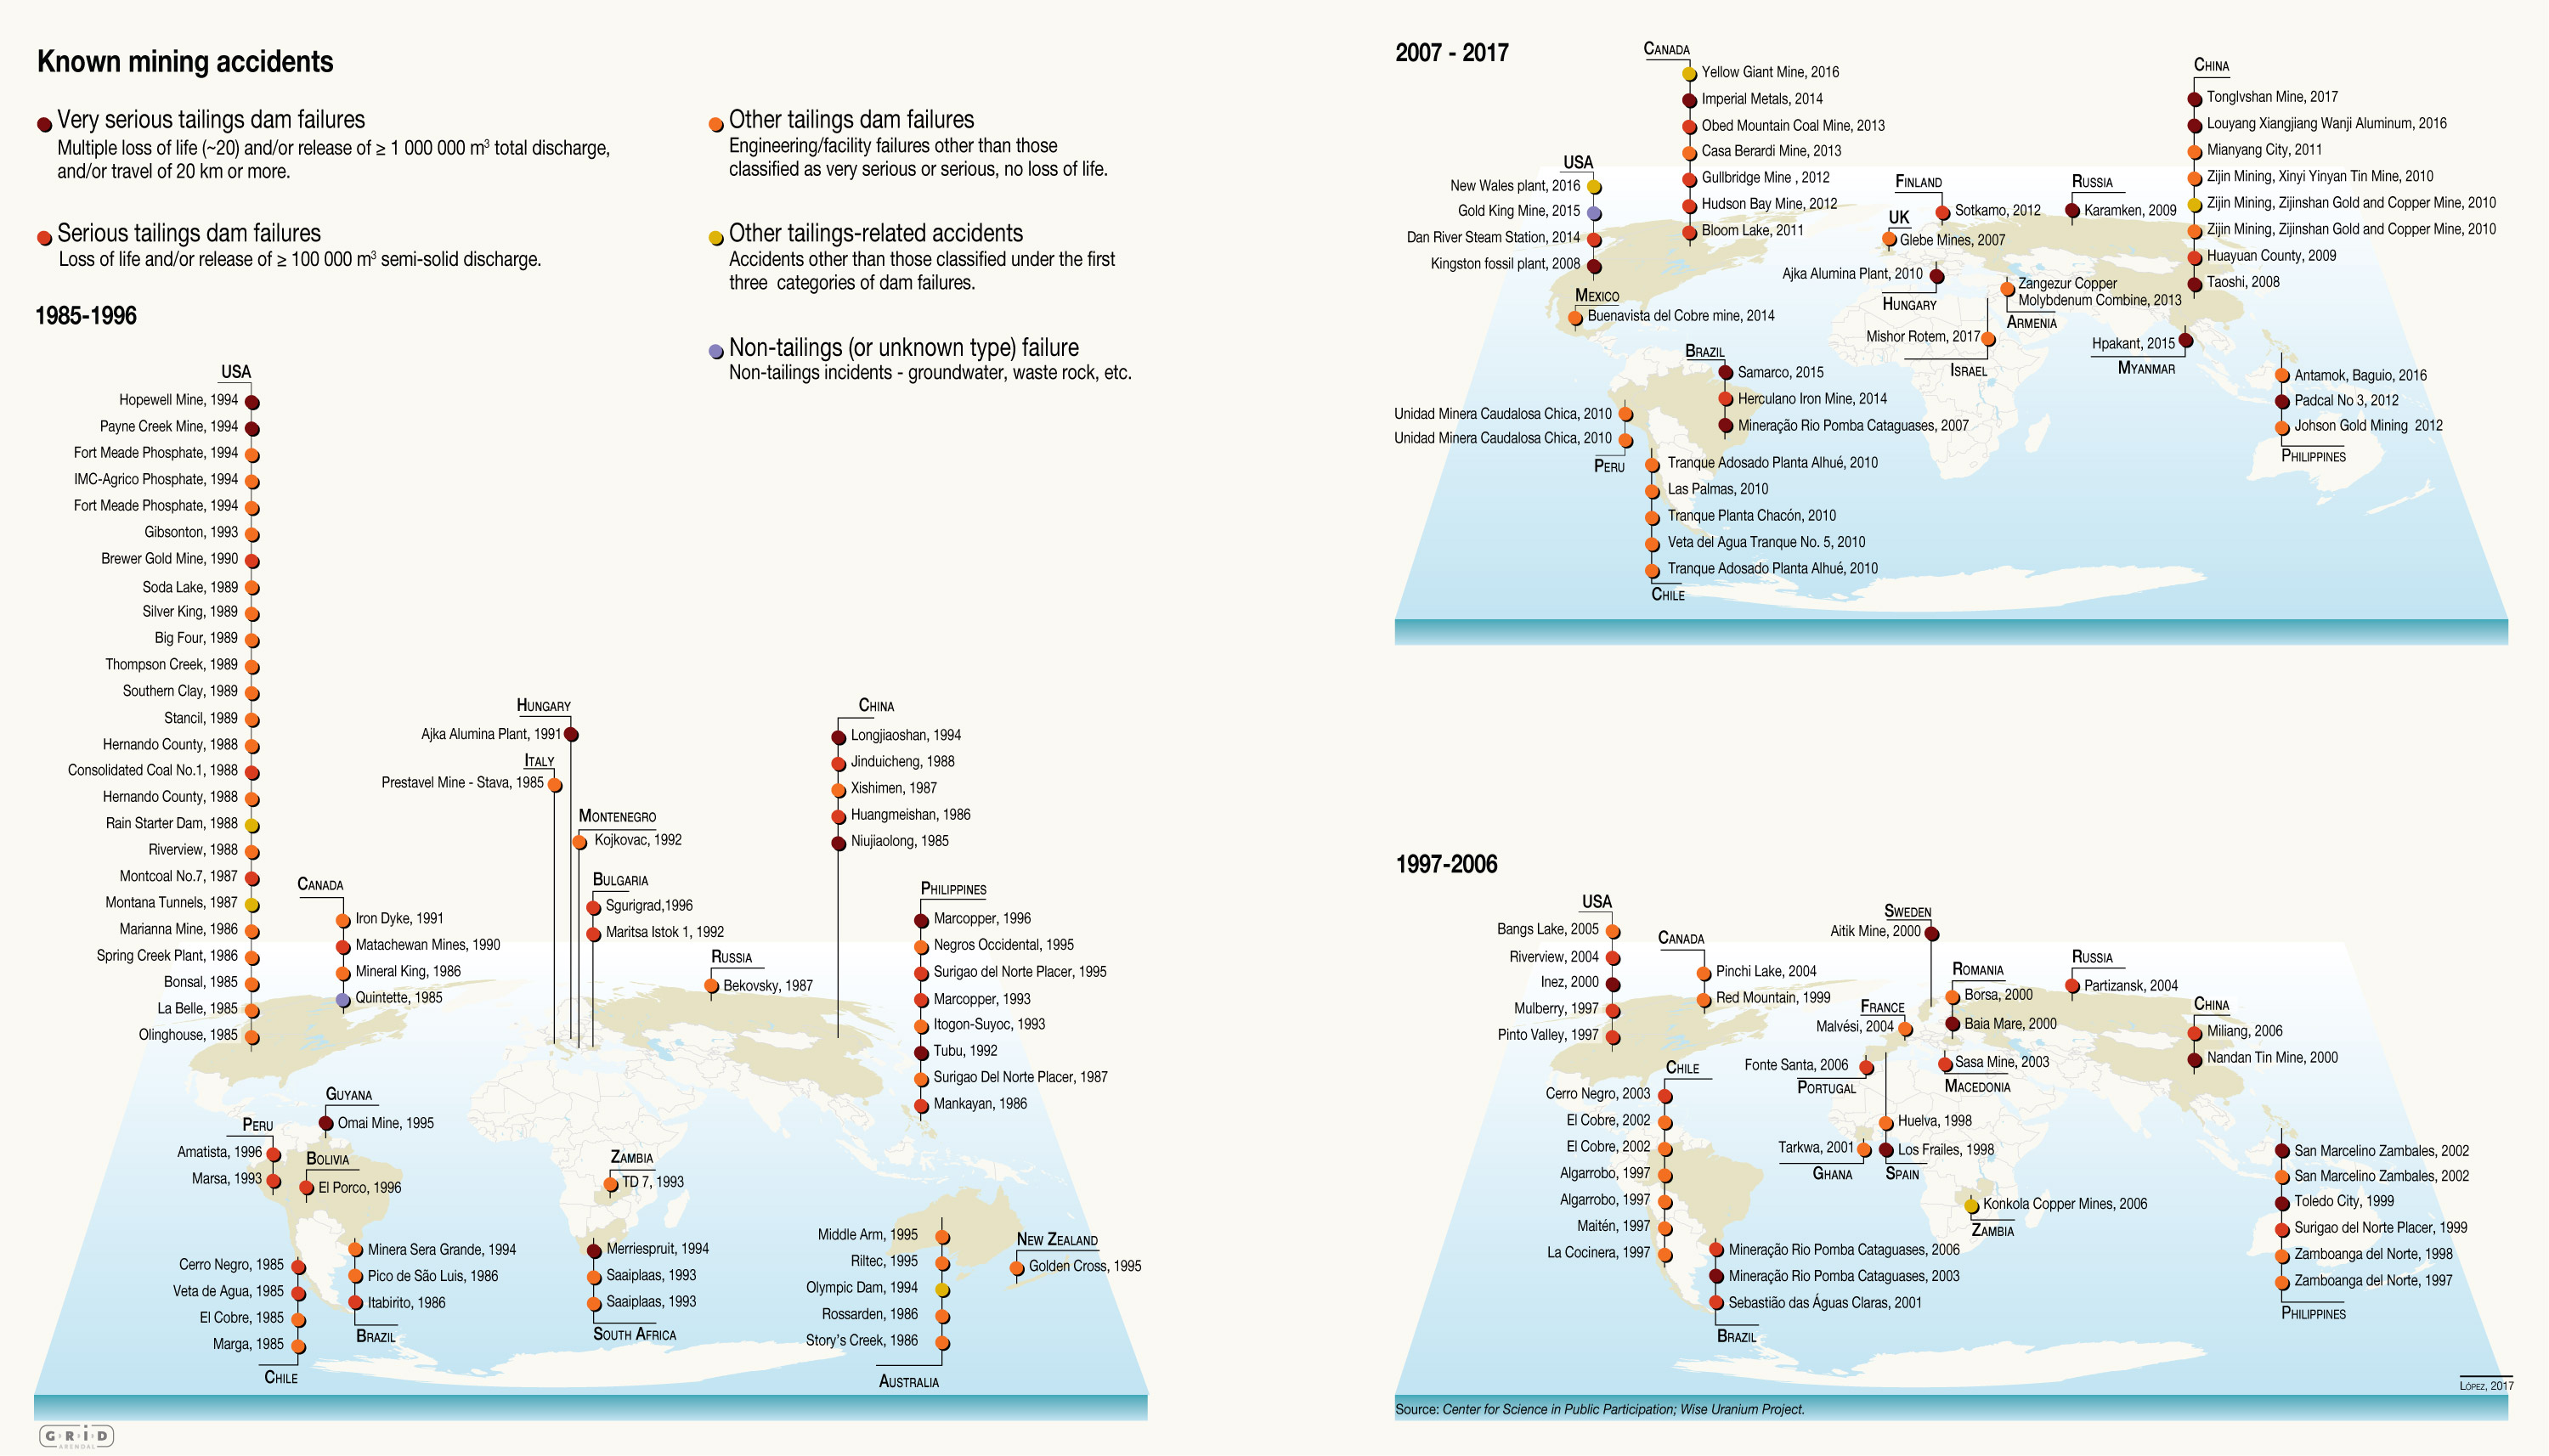 Known mining accidents
Very serious tailings dam failures
Multiple loss of life (~20) and/or release of ≥ 1 000 000 m³ total discharge,
and/or travel of 20 km or more.
Serious tailings dam failures
Loss of life and/or release of ≥ 100 000 m³ semi-solid discharge.
Other tailings dam failures
Engineering/facility failures other than those
classified as very serious or serious, no loss of life.
Other tailings-related accidents
Accidents other than those classified under the first
three categories of dam failures.
Non-tailings (or unknown type) failure
Non-tailings incidents - groundwater, waste rock, etc.
1985-1996
USA
Hopewell Mine, 1994
Payne Creek Mine, 1994
Fort Meade Phosphate, 1994
IMC-Agrico Phosphate, 1994
Fort Meade Phosphate, 1994
Gibsonton, 1993
Brewer Gold Mine, 1990
Soda Lake, 1989
Silver King, 1989
Big Four, 1989
Thompson Creek, 1989
Southern Clay, 1989
Stancil, 1989
Hernando County, 1988
Consolidated Coal No.1, 1988
Hernando County, 1988
Rain Starter Dam, 1988
Riverview, 1988
Montcoal No.7, 1987
Montana Tunnels, 1987
Marianna Mine, 1986
Spring Creek Plant, 1986
Bonsal, 1985
La Belle, 1985
Olinghouse, 1985
CANADA
Iron Dyke, 1991
Matachewan Mines, 1990
Mineral King, 1986
Quintette, 1985
HUNGARY
Ajka Alumina Plant, 1991
ITALY
Prestavel Mine - Stava, 1985
MONTENEGRO
Kojkovac, 1992
BULGARIA
Sgurigrad,1996
Maritsa Istok 1, 1992
RUSSIA
Bekovsky, 1987
CHINA
Longjiaoshan, 1994
Jinduicheng, 1988
Xishimen, 1987
Huangmeishan, 1986
Niujiaolong, 1985
PHILIPPINES
Marcopper, 1996
Negros Occidental, 1995
Surigao del Norte Placer, 1995
Marcopper, 1993
Itogon-Suyoc, 1993
Tubu, 1992
Surigao Del Norte Placer, 1987
Mankayan, 1986
GUYANA
Omai Mine, 1995
PERU
Amatista, 1996
Marsa, 1993
BOLIVIA
El Porco, 1996
Cerro Negro, 1985
Veta de Agua, 1985
El Cobre, 1985
Marga, 1985
CHILE
Minera Sera Grande, 1994
Pico de São Luis, 1986
Itabirito, 1986
BRAZIL
ZAMBIA
TD 7, 1993
Merriespruit, 1994
Saaiplaas, 1993
Saaiplaas, 1993
SOUTH AFRICA
Middle Arm, 1995
Riltec, 1995
Olympic Dam, 1994
Rossarden, 1986
Story's Creek, 1986
AUSTRALIA
NEW ZEALAND
Golden Cross, 1995
GRID
ARENDAL
2007 - 2017
CANADA
Yellow Giant Mine, 2016
Imperial Metals, 2014
Obed Mountain Coal Mine, 2013
Casa Berardi Mine, 2013
Gullbridge Mine , 2012
Hudson Bay Mine, 2012
Bloom Lake, 2011
USA
New Wales plant, 2016
Gold King Mine, 2015
Dan River Steam Station, 2014
Kingston fossil plant, 2008
MEXICO
Buenavista del Cobre mine, 2014
FINLAND
Sotkamo, 2012
UK
Glebe Mines, 2007
Ajka Alumina Plant, 2010
HUNGARY
RUSSIA
Karamken, 2009
Zangezur Copper
Molybdenum Combine, 2013
ARMENIA
Mishor Rotem, 2017
ISRAEL
CHINA
Tonglvshan Mine, 2017
Louyang Xiangjiang Wanji Aluminum, 2016
Mianyang City, 2011
Zijin Mining, Xinyi Yinyan Tin Mine, 2010
Zijin Mining, Zijinshan Gold and Copper Mine, 2010
Zijin Mining, Zijinshan Gold and Copper Mine, 2010
Huayuan County, 2009
Taoshi, 2008
Hpakant, 2015
MYANMAR
Antamok, Baguio, 2016
Padcal No 3, 2012
Johson Gold Mining 2012
PHILIPPINES
BRAZIL
Samarco, 2015
Herculano Iron Mine, 2014
Mineração Rio Pomba Cataguases, 2007
Unidad Minera Caudalosa Chica, 2010
Unidad Minera Caudalosa Chica, 2010
PERU
Tranque Adosado Planta Alhué, 2010
Las Palmas, 2010
Tranque Planta Chacón, 2010
Veta del Agua Tranque No. 5, 2010
Tranque Adosado Planta Alhué, 2010
CHILE
1997-2006
USA
Bangs Lake, 2005
Riverview, 2004
Inez, 2000
Mulberry, 1997
Pinto Valley, 1997
CANADA
Pinchi Lake, 2004
Red Mountain, 1999
SWEDEN
Aitik Mine, 2000
ROMANIA
Borsa, 2000
Baia Mare, 2000
FRANCE
Malvési, 2004
RUSSIA
Partizansk, 2004
CHINA
Miliang, 2006
Nandan Tin Mine, 2000
Fonte Santa, 2006
PORTUGAL
Sasa Mine, 2003
MACEDONIA
CHILE
Cerro Negro, 2003
El Cobre, 2002
El Cobre, 2002
Algarrobo, 1997
Algarrobo, 1997
Maitén, 1997
La Cocinera, 1997
Huelva, 1998
Los Frailes, 1998
SPAIN
Tarkwa, 2001
GHANA
Konkola Copper Mines, 2006
ZAMBIA
Mineração Rio Pomba Cataguases, 2006
Mineração Rio Pomba Cataguases, 2003
Sebastião das Águas Claras, 2001
BRAZIL
San Marcelino Zambales, 2002
San Marcelino Zambales, 2002
Toledo City, 1999
Surigao del Norte Placer, 1999
Zamboanga del Norte, 1998
Zamboanga del Norte, 1997
PHILIPPINES
LÓPEZ, 2017
Source: Center for Science in Public Participation; Wise Uranium Project.